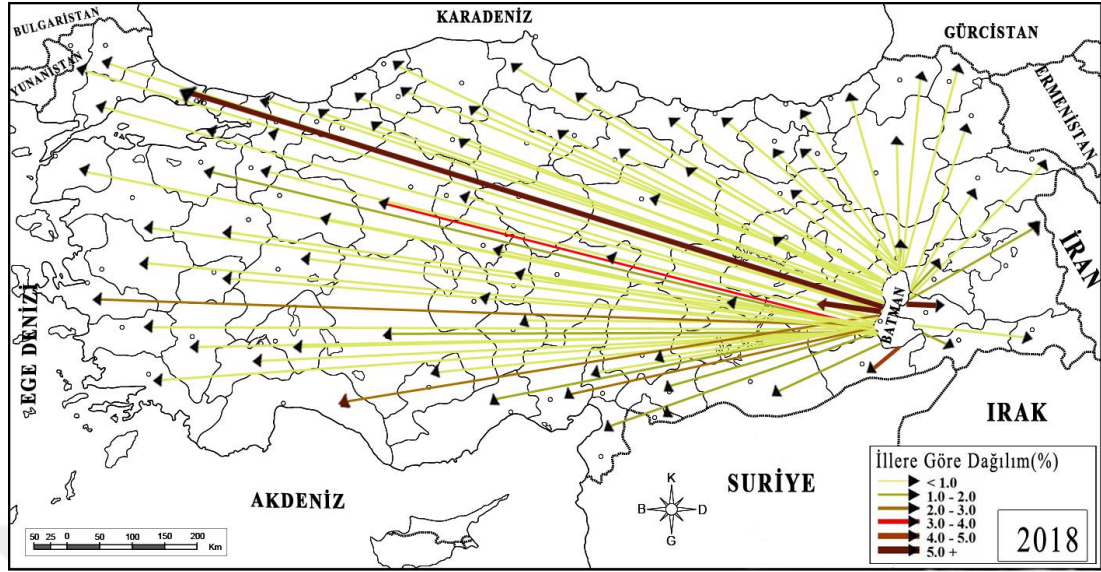 BULGARİSTAN
KARADENİZ
GÜRCİSTAN
YUNANİSTAN
ERMENİSTAN
İRAN
BATMAN
EGE DENİZİ
IRAK
SURİYE
AKDENİZ
K
B D
G
50 25 0 50 100 150 200
Km
İllere Göre Dağılım(%)
< 1.0
1.0 - 2.0
2.0 - 3.0
3.0 - 4.0
4.0 - 5.0
5.0 +
2018